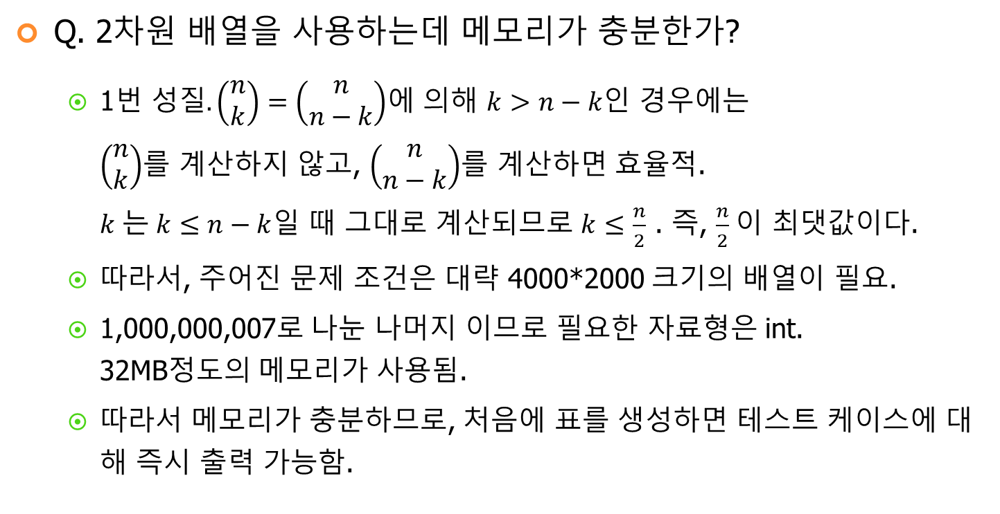 Q. 2차원 배열을 사용하는데 메모리가 충분한가?
1번 성질. \binom{n}{k} = \binom{n}{n-k}에 의해 k > n − k인 경우에는
\binom{n}{k}를 계산하지 않고, \binom{n}{n-k}를 계산하면 효율적.
k 는 k ≤ n − k일 때 그대로 계산되므로 k ≤ \frac{n}{2} . 즉, \frac{n}{2} 이 최댓값이다.
따라서, 주어진 문제 조건은 대략 4000*2000 크기의 배열이 필요.
1,000,000,007로 나눈 나머지 이므로 필요한 자료형은 int.
32MB정도의 메모리가 사용됨.
따라서 메모리가 충분하므로, 처음에 표를 생성하면 테스트 케이스에 대
해 즉시 출력 가능함.